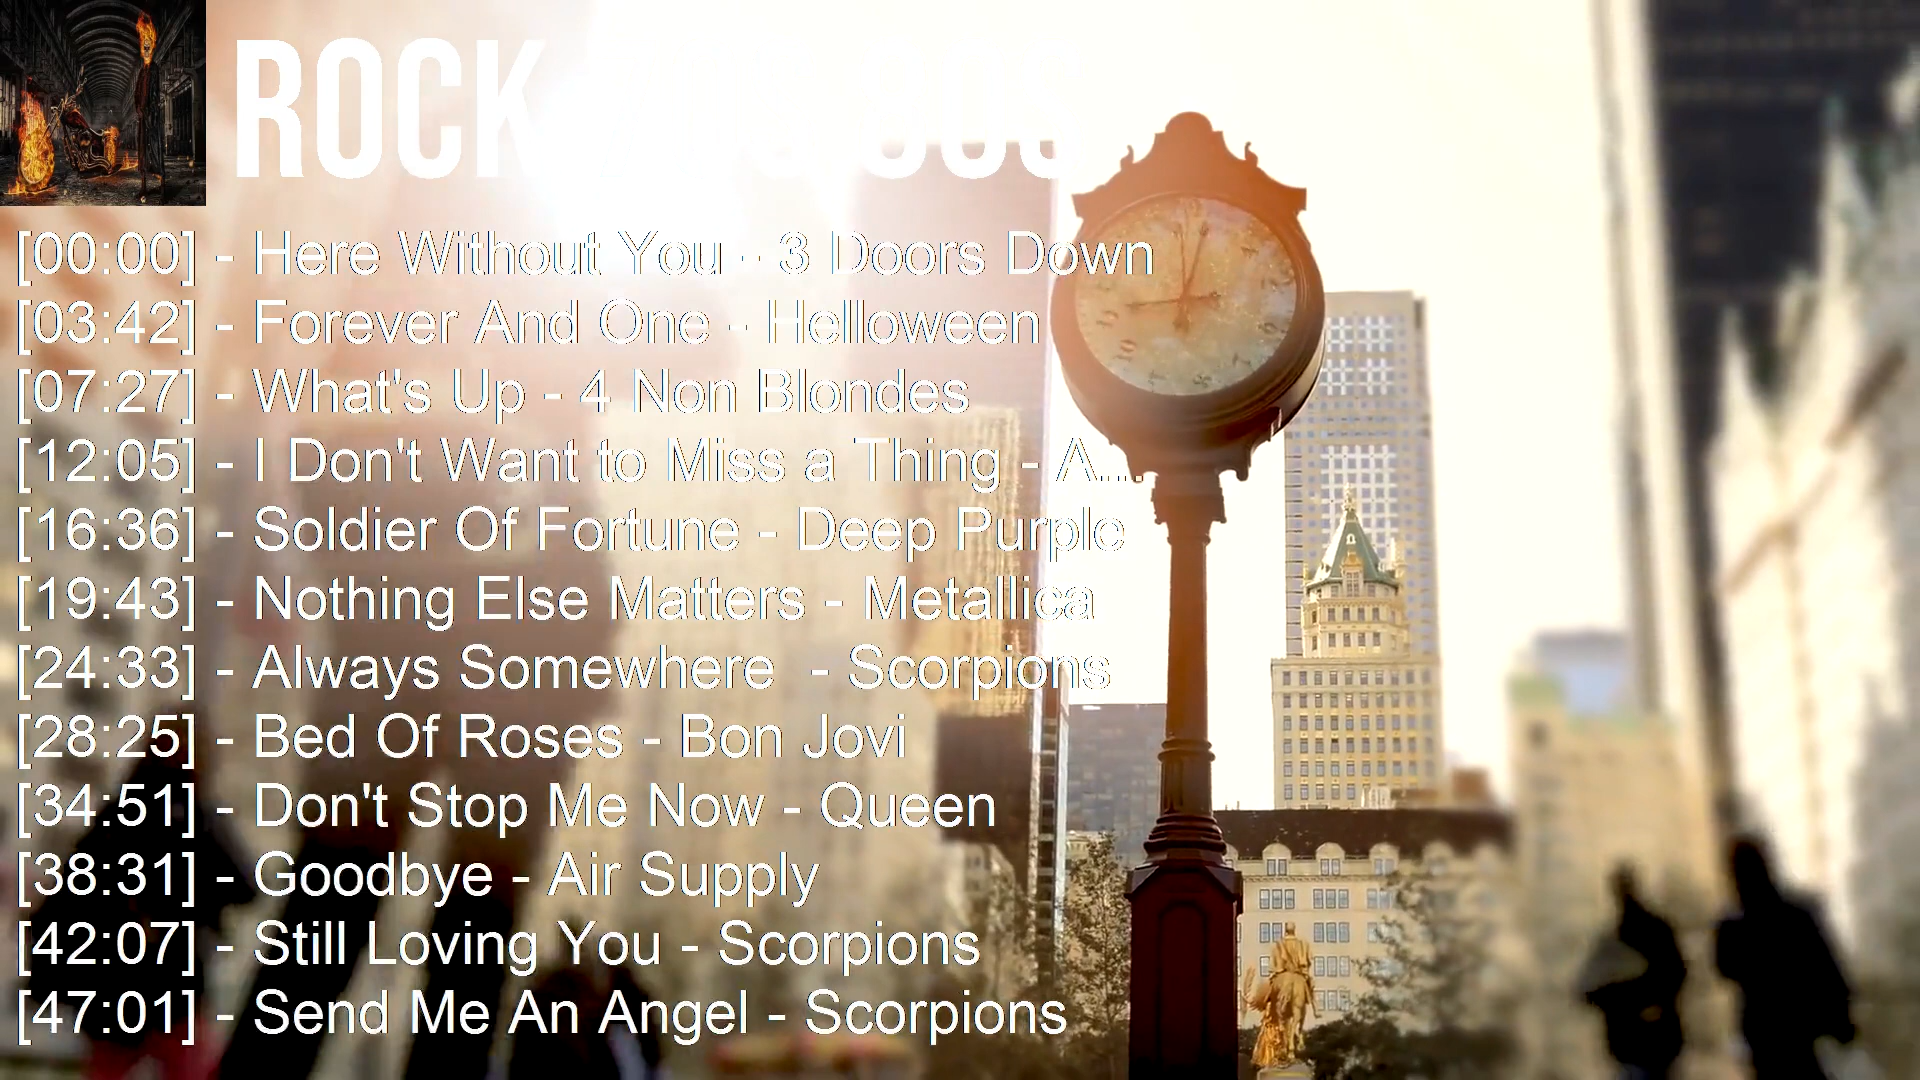 ROCK
[00:00] - Here Without You - 3 Doors Down
[03:42] - Forever And One - Helloween
[07:27] - What's Up - 4 Non Blondes
[12:05] - I Don't Want to Miss a Thing - A...
[16:36] - Soldier Of Fortune - Deep Purple
[19:43] - Nothing Else Matters - Metallica
[24:33] - Always Somewhere  - Scorpions
[28:25] - Bed Of Roses - Bon Jovi
[34:51] - Don't Stop Me Now - Queen
[38:31] - Goodbye - Air Supply
[42:07] - Still Loving You - Scorpions
[47:01] - Send Me An Angel - Scorpions